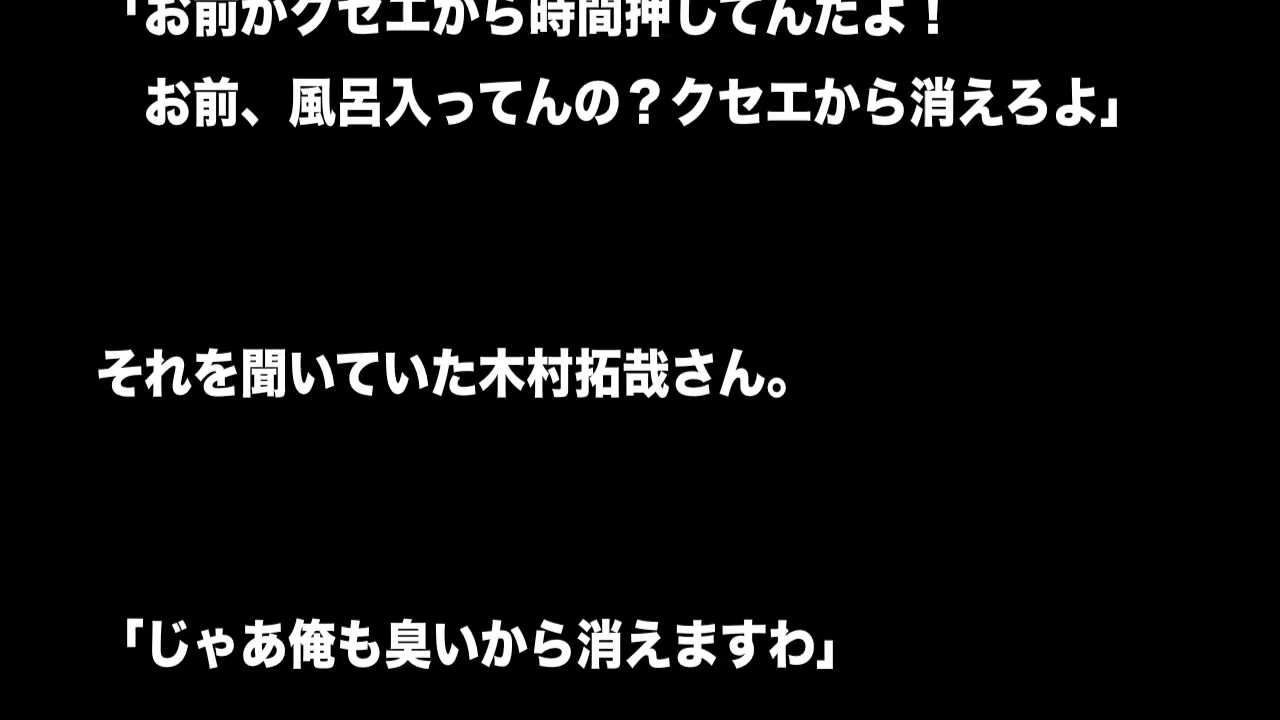 「お前がクセエから時間押してんだよ！
お前、風呂入ってんの？クセエから消えろよ」
それを聞いていた木村拓哉さん。
「じゃあ俺も臭いから消えますわ」